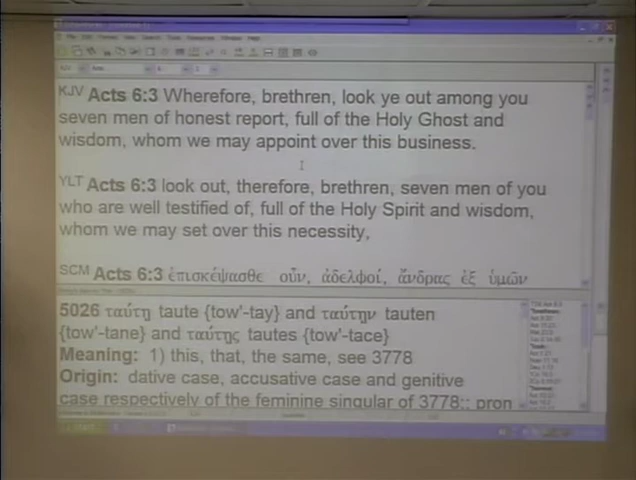 KJV Acts 6:3 Wherefore, brethren, look ye out among you
seven men of honest report, full of the Holy Ghost and
wisdom, whom we may appoint over this business.
YLT Acts 6:3 look out, therefore, brethren, seven men of you
who are well testified of, full of the Holy Spirit and wisdom,
whom we may set over this necessity,
SCM Acts 6:3 ἐπισκέψασθε οὖν, ἀδελφοί, ἄνδρας ἐξ ὑμῶν
5026 ταύτῃ taute {tow'-tay} and ταύτην tauten
{tow'-tane} and ταύτης tautes {tow'-tace}
Meaning: 1) this, that, the same, see 3778
Origin: dative case, accusative case and genitive
case respectively of the feminine singular of 3778:: pron